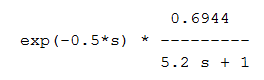 0.6944
exp(-0.5*s) * ---------
5.2 s + 1